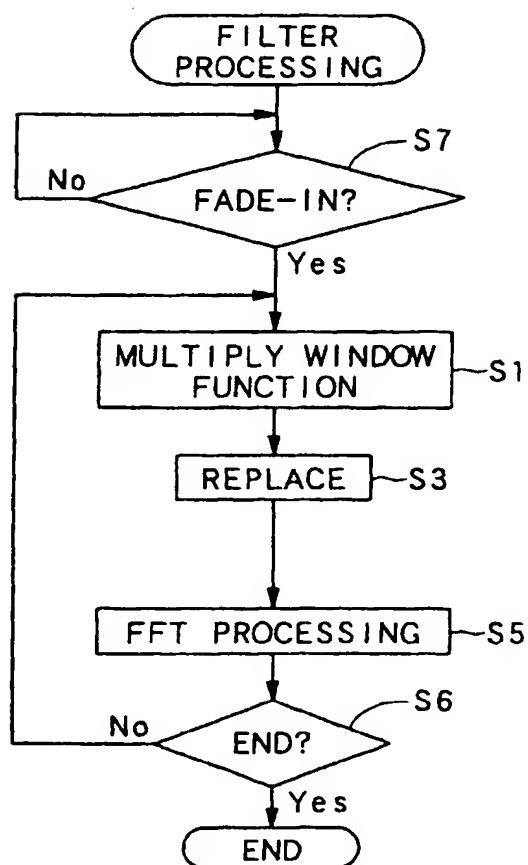 FILTER
PROCESSING
S7
No
FADE-IN?
Yes
MULTIPLY WINDOW
FUNCTION
S1
REPLACE
S3
FFT PROCESSING
S5
S6
No
END?
Yes
END